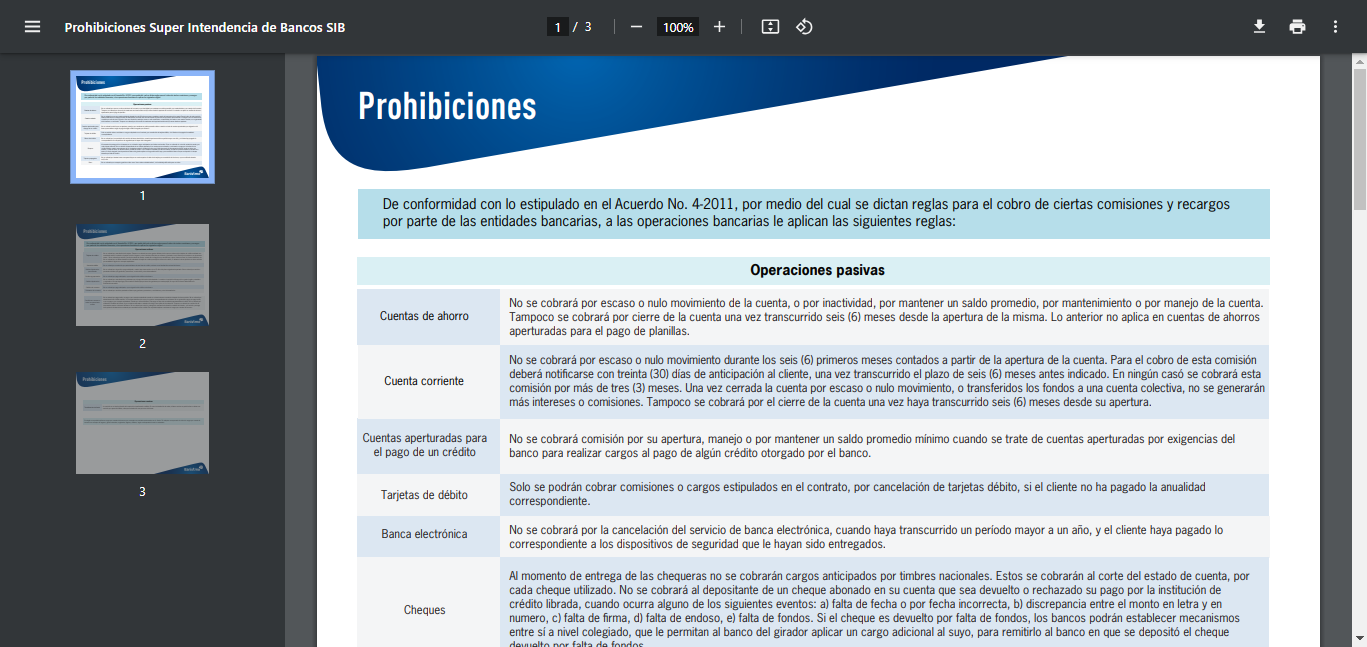 Prohibiciones Super Intendencia de Bancos SIB
1 / 3
100%
Prohibiciones
1
Prohibiciones
2
Prohibiciones
3
Prohibiciones
De conformidad con lo estipulado en el Acuerdo No. 4-2011, por medio del cual se dictan reglas para el cobro de ciertas comisiones y recargos
por parte de las entidades bancarias, a las operaciones bancarias le aplican las siguientes reglas:
Operaciones pasivas
Cuentas de ahorro
No se cobrará por escaso o nulo movimiento de la cuenta, o por inactividad, por mantener un saldo promedio, por mantenimiento o por manejo de la cuenta.
Tampoco se cobrará por cierre de la cuenta una vez transcurrido seis (6) meses desde la apertura de la misma. Lo anterior no aplica en cuentas de ahorros
aperturadas para el pago de planillas.
Cuenta corriente
No se cobrará por escaso o nulo movimiento durante los seis (6) primeros meses contados a partir de la apertura de la cuenta. Para el cobro de esta comisión
deberá notificarse con treinta (30) días de anticipación al cliente, una vez transcurrido el plazo de seis (6) meses antes indicado. En ningún casó se cobrará esta
comisión por más de tres (3) meses. Una vez cerrada la cuenta por escaso o nulo movimiento, o transferidos los fondos a una cuenta colectiva, no se generarán
más intereses o comisiones. Tampoco se cobrará por el cierre de la cuenta una vez haya transcurrido seis (6) meses desde su apertura.
Cuentas aperturadas para
el pago de un crédito
No se cobrará comisión por su apertura, manejo o por mantener un saldo promedio mínimo cuando se trate de cuentas aperturadas por exigencias del
banco para realizar cargos al pago de algún crédito otorgado por el banco.
Tarjetas de débito
Solo se podrán cobrar comisiones o cargos estipulados en el contrato, por cancelación de tarjetas débito, si el cliente no ha pagado la anualidad
correspondiente.
Banca electrónica
No se cobrará por la cancelación del servicio de banca electrónica, cuando haya transcurrido un período mayor a un año, y el cliente haya pagado lo
correspondiente a los dispositivos de seguridad que le hayan sido entregados.
Cheques
Al momento de entrega de las chequeras no se cobrarán cargos anticipados por timbres nacionales. Estos se cobrarán al corte del estado de cuenta, por
cada cheque utilizado. No se cobrará al depositante de un cheque abonado en su cuenta que sea devuelto o rechazado su pago por la institución de
crédito librada, cuando ocurra alguno de los siguientes eventos: a) falta de fecha o por fecha incorrecta, b) discrepancia entre el monto en letra y en
numero, c) falta de firma, d) falta de endoso, e) falta de fondos. Si el cheque es devuelto por falta de fondos, los bancos podrán establecer mecanismos
entre sí a nivel colegiado, que le permitan al banco del girador aplicar un cargo adicional al suyo, para remitirlo al banco en que se depositó el cheque
devuelto por falta de fondos.